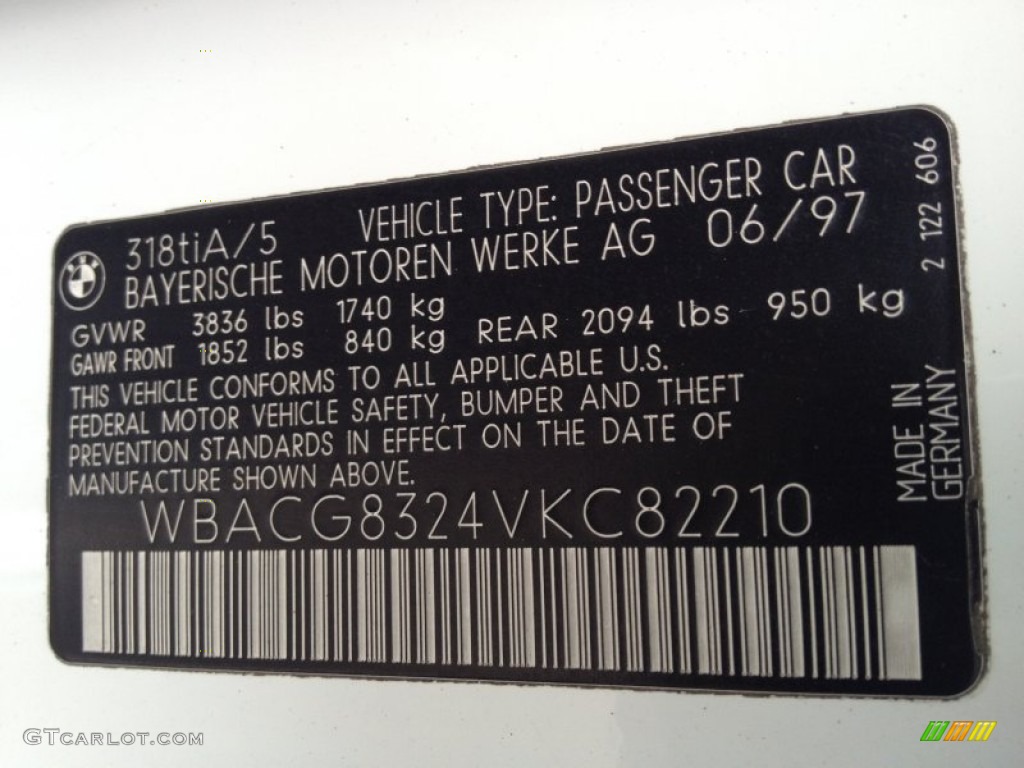 318tiA/5 VEHICLE TYPE: PASSENGER CAR
BAYERISCHE MOTOREN WERKE AG 06/97
GVWR 3836 lbs 1740 kg
GAWR FRONT 1852 lbs 840 kg REAR 2094 lbs 950 kg
THIS VEHICLE CONFORMS TO ALL APPLICABLE U.S.
FEDERAL MOTOR VEHICLE SAFETY, BUMPER AND THEFT
PREVENTION STANDARDS IN EFFECT ON THE DATE OF
MANUFACTURE SHOWN ABOVE.
WBACG8324VKC82210
2 122 606
MADE IN
GERMANY
GTCARLOT.COM